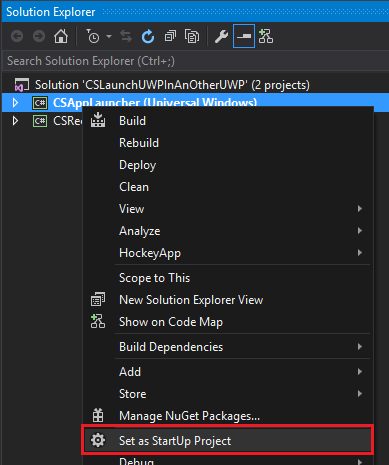 Solution Explorer
Search Solution Explorer (Ctrl+;)
Solution 'CSLaunchUWPInAnOtherUWP' (2 projects)
C# CSAppLauncher (Universal Windows)
C# CSRe
Build
Rebuild
Deploy
Clean
View
Analyze
HockeyApp
Scope to This
New Solution Explorer View
Show on Code Map
Build Dependencies
Add
Store
Manage NuGet Packages...
Set as StartUp Project
Debug